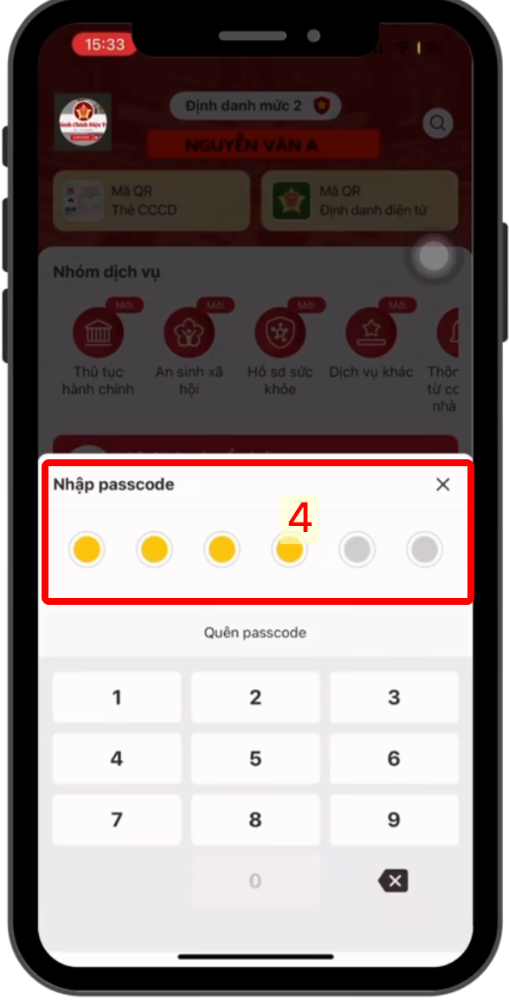 15:33
Định danh mức 2
NGUYỄN VĂN A
Mã QR
Thẻ CCCD
Mã QR
Định danh điện tử
Nhóm dịch vụ
Mới
Mới
Mới
Mới
Thủ tục
hành chính
An sinh xã
hội
Hồ sơ sức
khỏe
Dịch vụ khác
từ cơ
nhà
Nhập passcode
4
Quên passcode
1
2
3
4
5
6
7
8
9
0